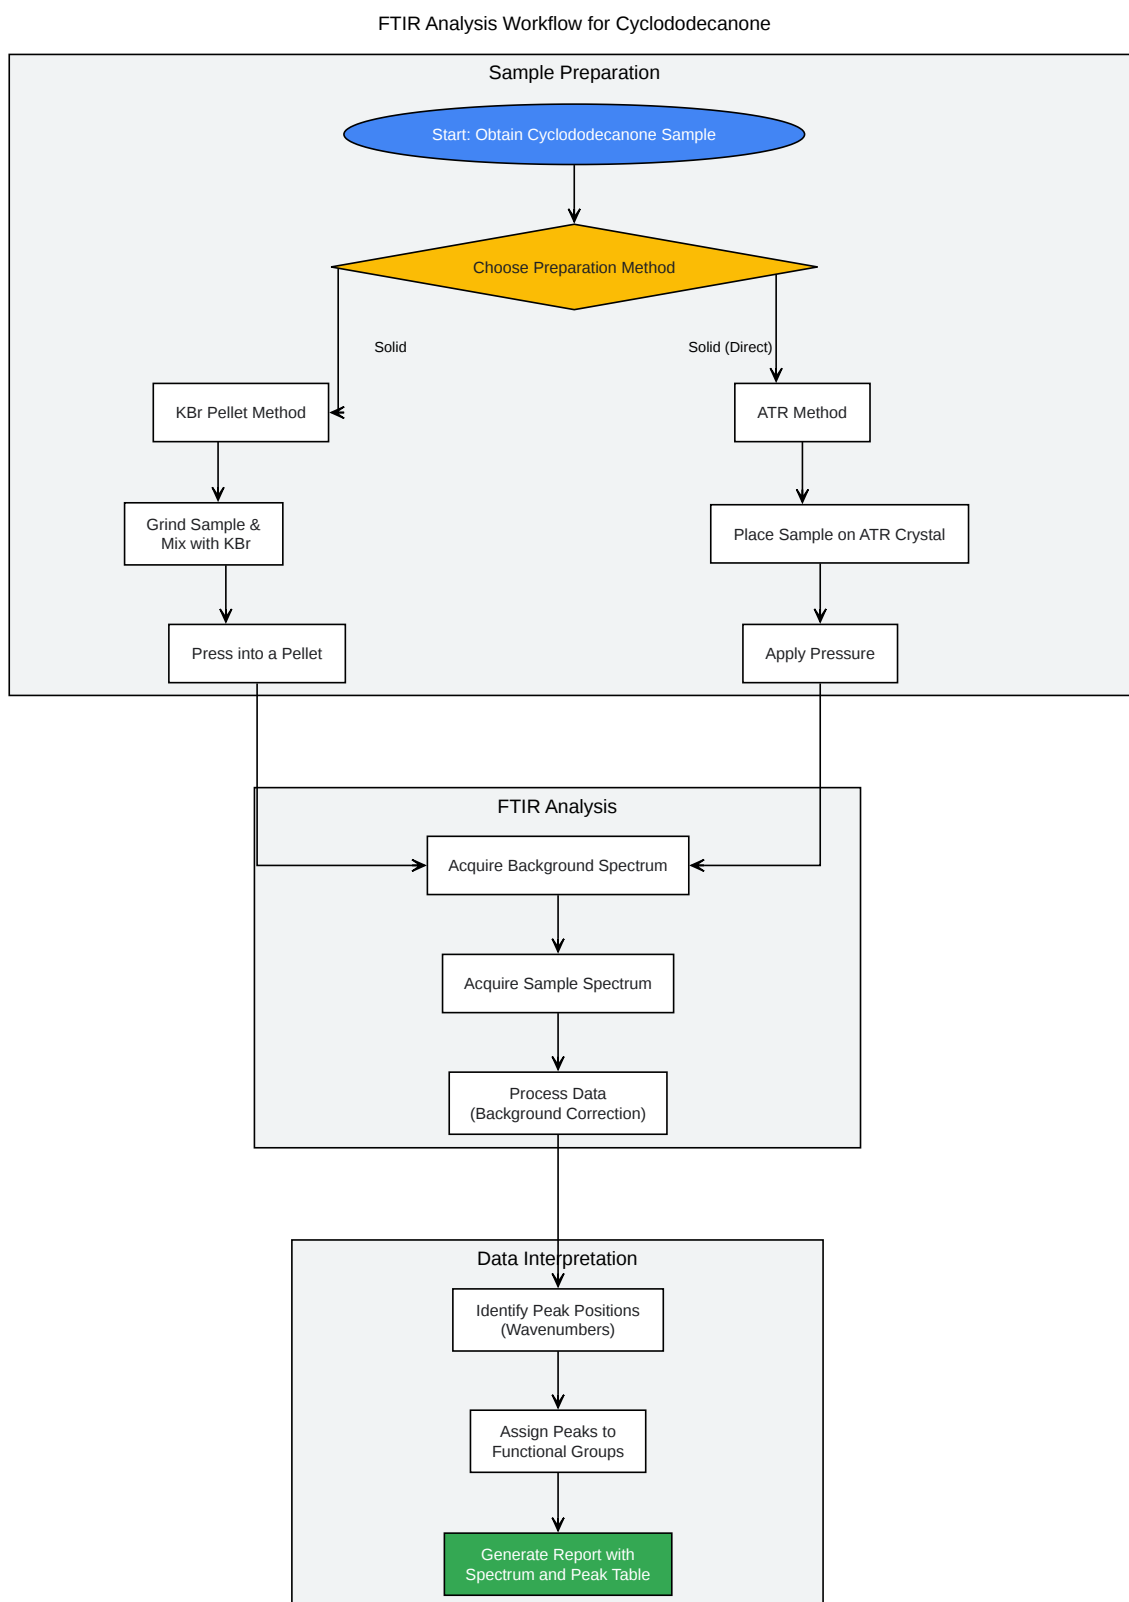 FTIR Analysis Workflow for Cyclododecanone
Sample Preparation
Start: Obtain Cyclododecanone Sample
Choose Preparation Method
Solid
Solid (Direct)
KBr Pellet Method
ATR Method
Grind Sample &
Mix with KBr
Place Sample on ATR Crystal
Press into a Pellet
Apply Pressure
FTIR Analysis
Acquire Background Spectrum
Acquire Sample Spectrum
Process Data
(Background Correction)
Data Interpretation
Identify Peak Positions
(Wavenumbers)
Assign Peaks to
Functional Groups
Generate Report with
Spectrum and Peak Table